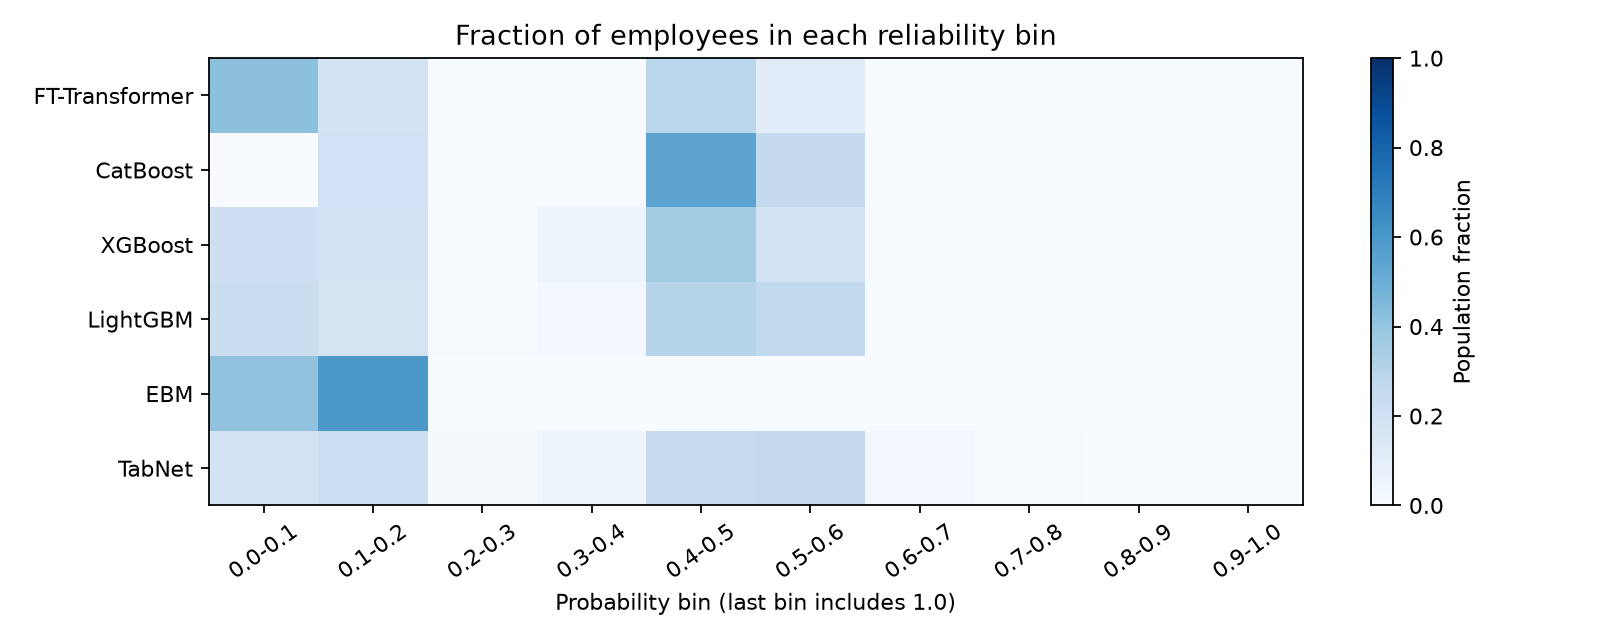 Fraction of employees in each reliability bin
FT-Transformer
CatBoost
XGBoost
LightGBM
EBM
TabNet
0.0-0.1
0.1-0.2
0.2-0.3
0.3-0.4
0.4-0.5
0.5-0.6
0.6-0.7
0.7-0.8
0.8-0.9
0.9-1.0
Probability bin (last bin includes 1.0)
1.0
0.8
0.6
0.4
0.2
0.0
Population fraction